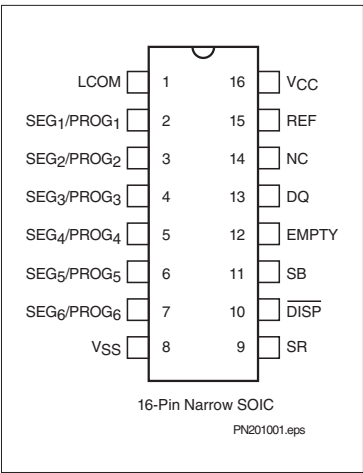 LCOM 1 16 VCC
SEG1/PROG1 2 15 REF
SEG2/PROG2 3 14 NC
SEG3/PROG3 4 13 DQ
SEG4/PROG4 5 12 EMPTY
SEG5/PROG5 6 11 SB
SEG6/PROG6 7 10 DISP
VSS 8 9 SR
16-Pin Narrow SOIC
PN201001.eps